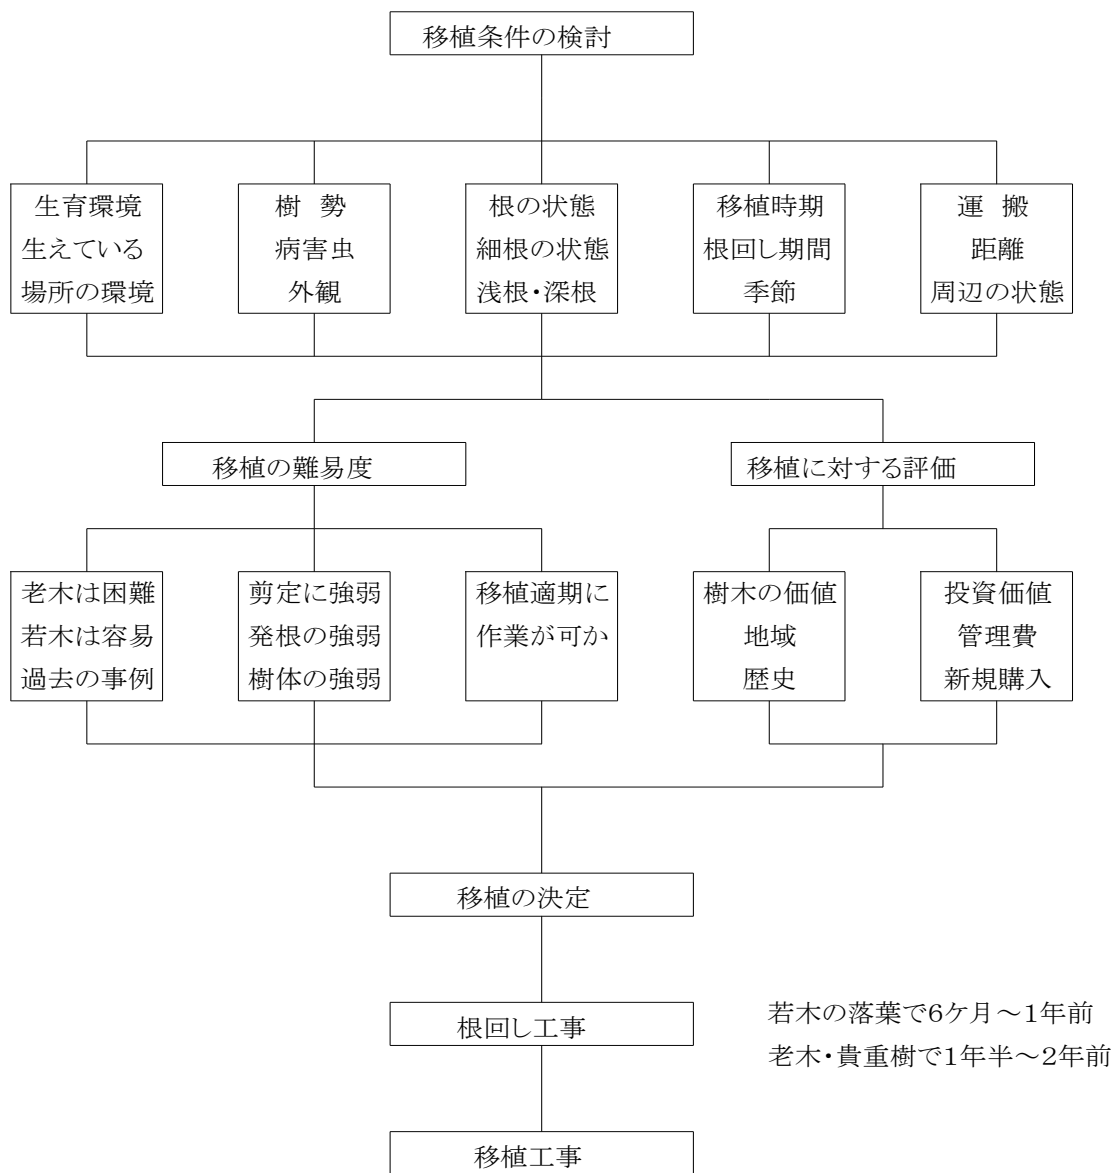 移植条件の検討
生育環境
生えている
場所の環境
樹 勢
病害虫
外観
根の状態
細根の状態
浅根・深根
移植時期
根回し期間
季節
運 搬
距離
周辺の状態
移植の難易度
移植に対する評価
老木は困難
若木は容易
過去の事例
剪定に強弱
発根の強弱
樹体の強弱
移植適期に
作業が可か
樹木の価値
地域
歴史
投資価値
管理費
新規購入
移植の決定
根回し工事
若木の落葉で6ケ月～1年前
老木・貴重樹で1年半～2年前
移植工事